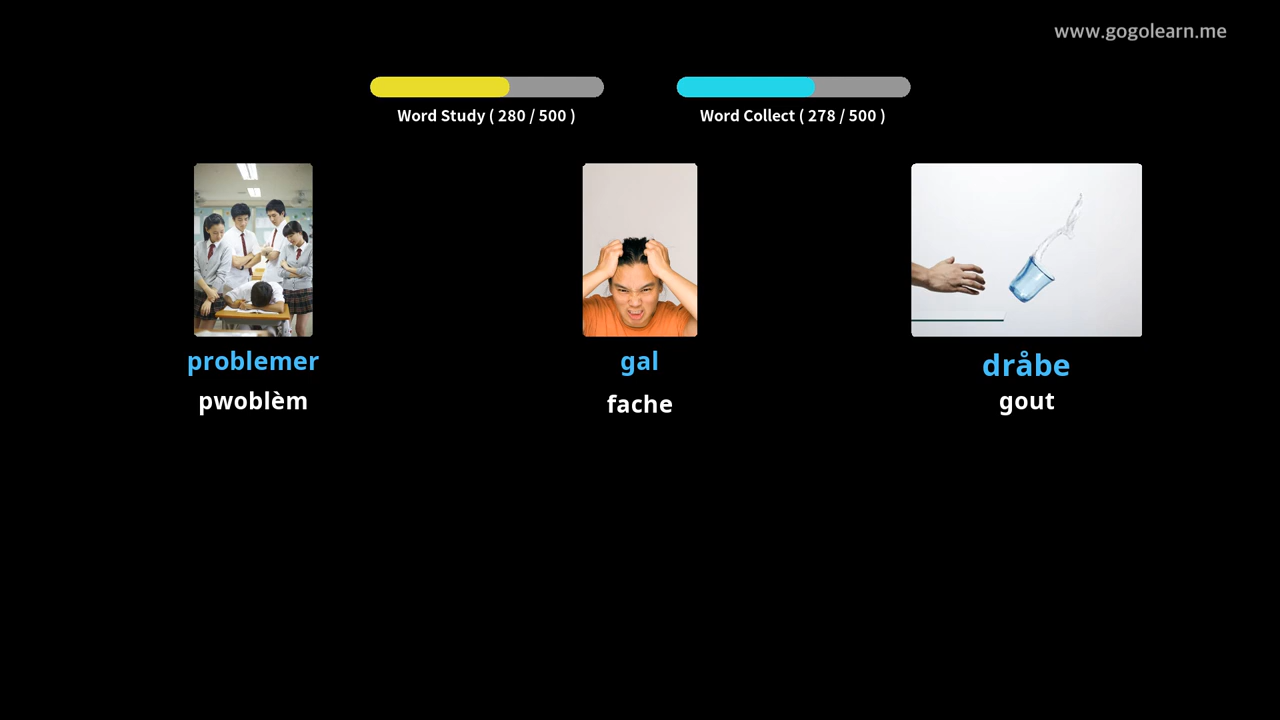 www.gogolearn.me
Word Study ( 280 / 500 )
Word Collect ( 278 / 500 )
problemer
pwoblèm
gal
fache
dråbe
gout